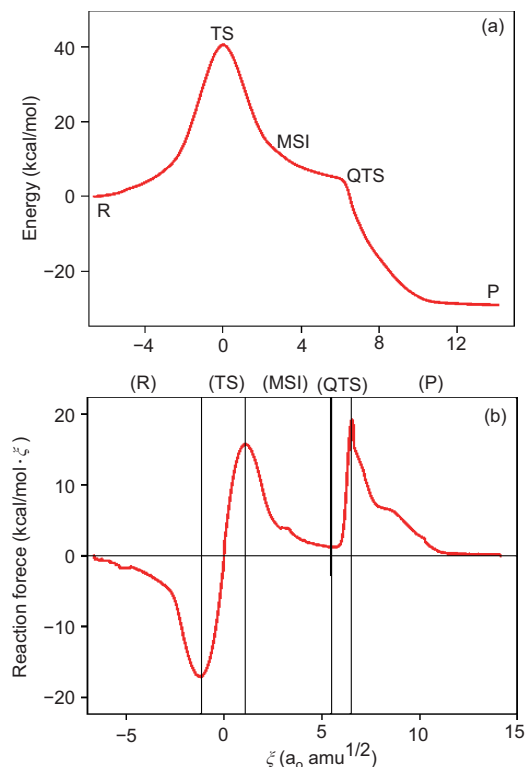 (a)
TS
40
20
MSI
QTS
0
R
−20
P
Energy (kcal/mol)
−4
0
4
8
12
(R)
(TS)
(MSI)
(QTS)
(P)
(b)
20
10
0
−10
−20
Reaction forece (kcal/mol· ξ )
−5
0
5
10
15
ξ (a₀ amu¹/²)